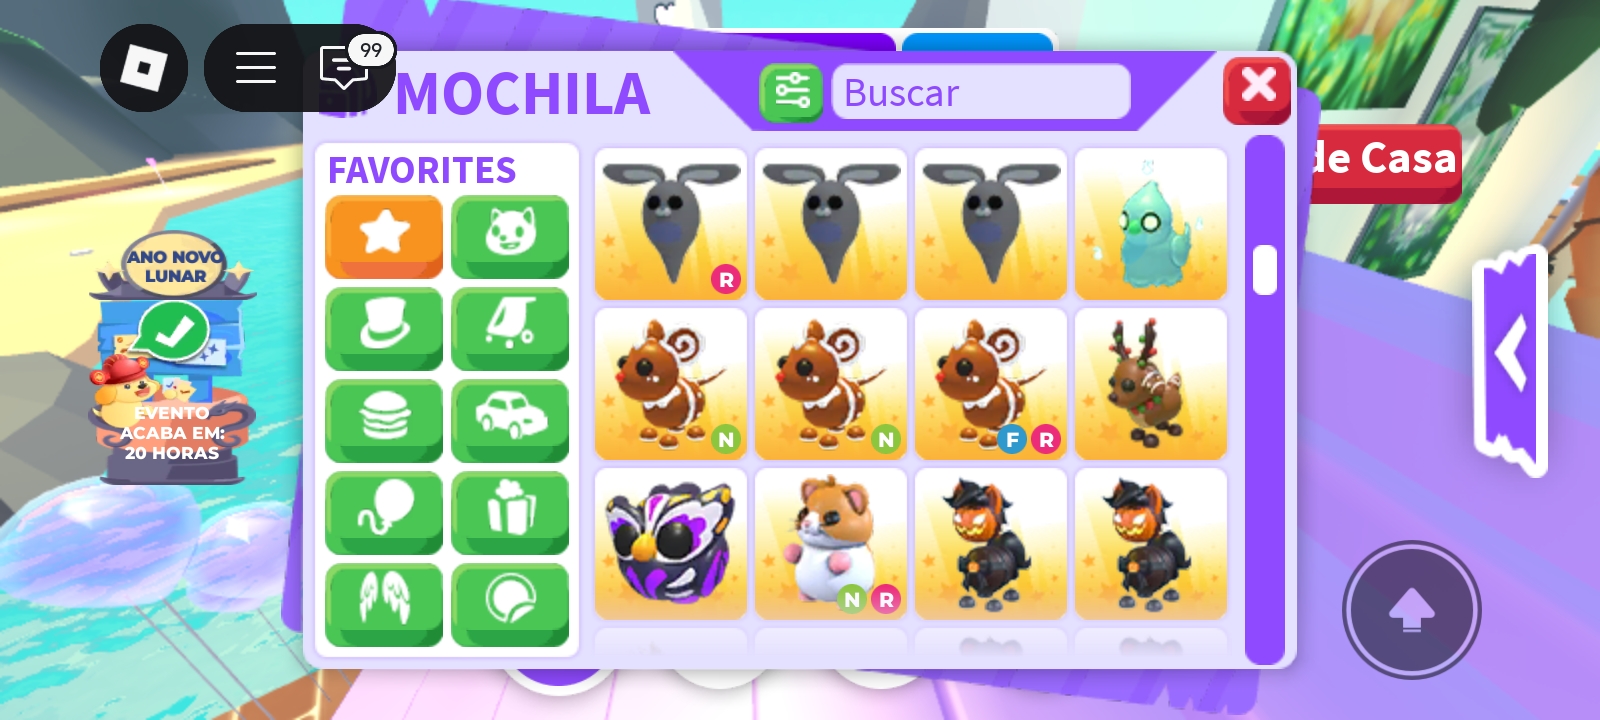 99
MOCHILA
Buscar
FAVORITES
de Casa
ANO NOVO
LUNAR
EVENTO
ACABA EM:
20 HORAS
R
N
N
F R
N R